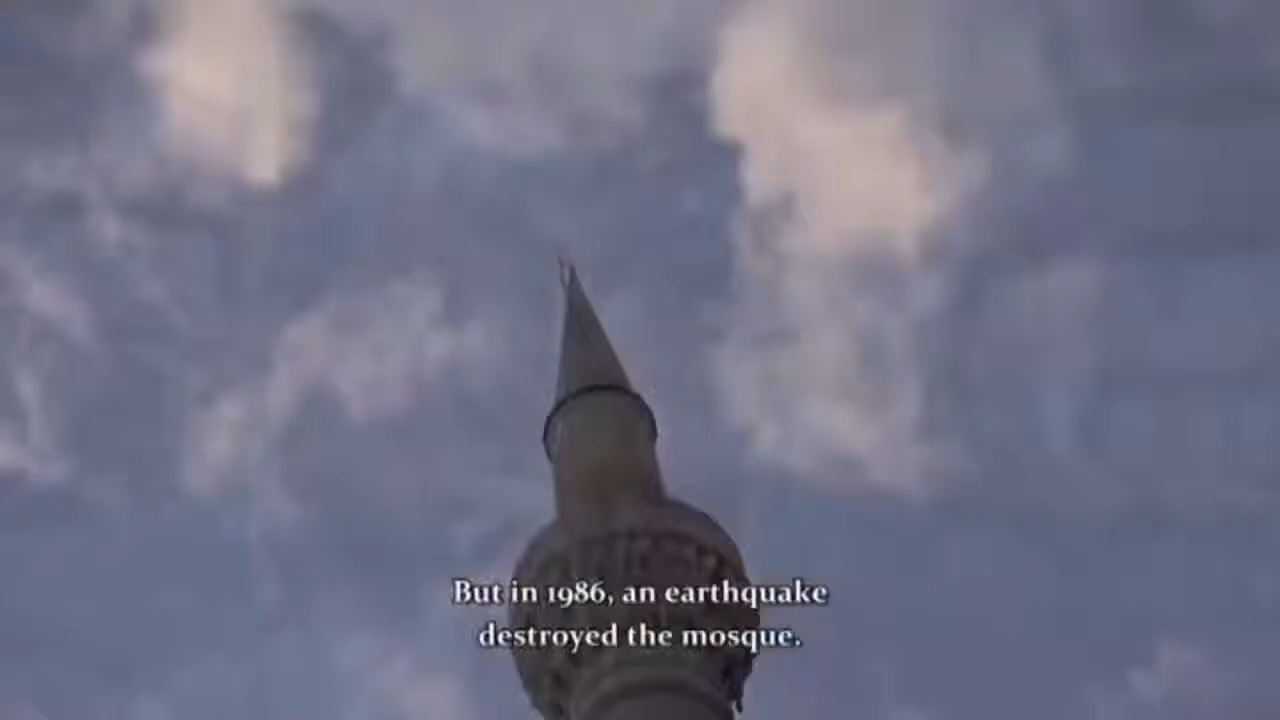 But in 1986, an earthquake
destroyed the mosque.